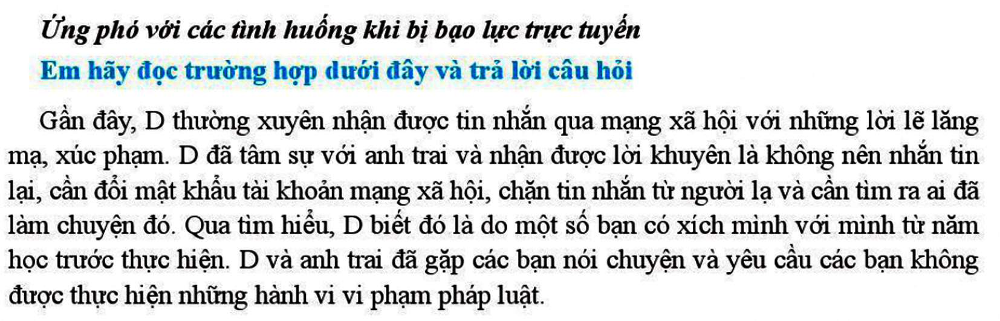 Ứng phó với các tình huống khi bị bạo lực trực tuyến
Em hãy đọc trường hợp dưới đây và trả lời câu hỏi
Gần đây, D thường xuyên nhận được tin nhắn qua mạng xã hội với những lời lẽ lăng
mạ, xúc phạm. D đã tâm sự với anh trai và nhận được lời khuyên là không nên nhắn tin
lại, cần đổi mật khẩu tài khoản mạng xã hội, chặn tin nhắn từ người lạ và cần tìm ra ai đã
làm chuyện đó. Qua tìm hiểu, D biết đó là do một số bạn có xích mình với mình từ năm
học trước thực hiện. D và anh trai đã gặp các bạn nói chuyện và yêu cầu các bạn không
được thực hiện những hành vi vi phạm pháp luật.